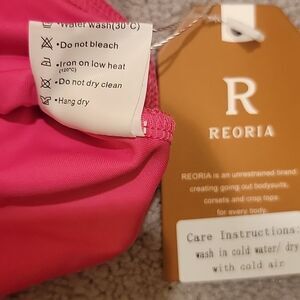 •Water wash(30°C)
•Do not bleach
•Iron on low heat
(120°C)
•Do not dry clean
•Hang dry
R
REORIA
REORIA is an unrestrained brand
creating going out bodysuits,
corsets and crop tops
for every body.
Care Instructions:
wash in cold water/ dry
with cold air